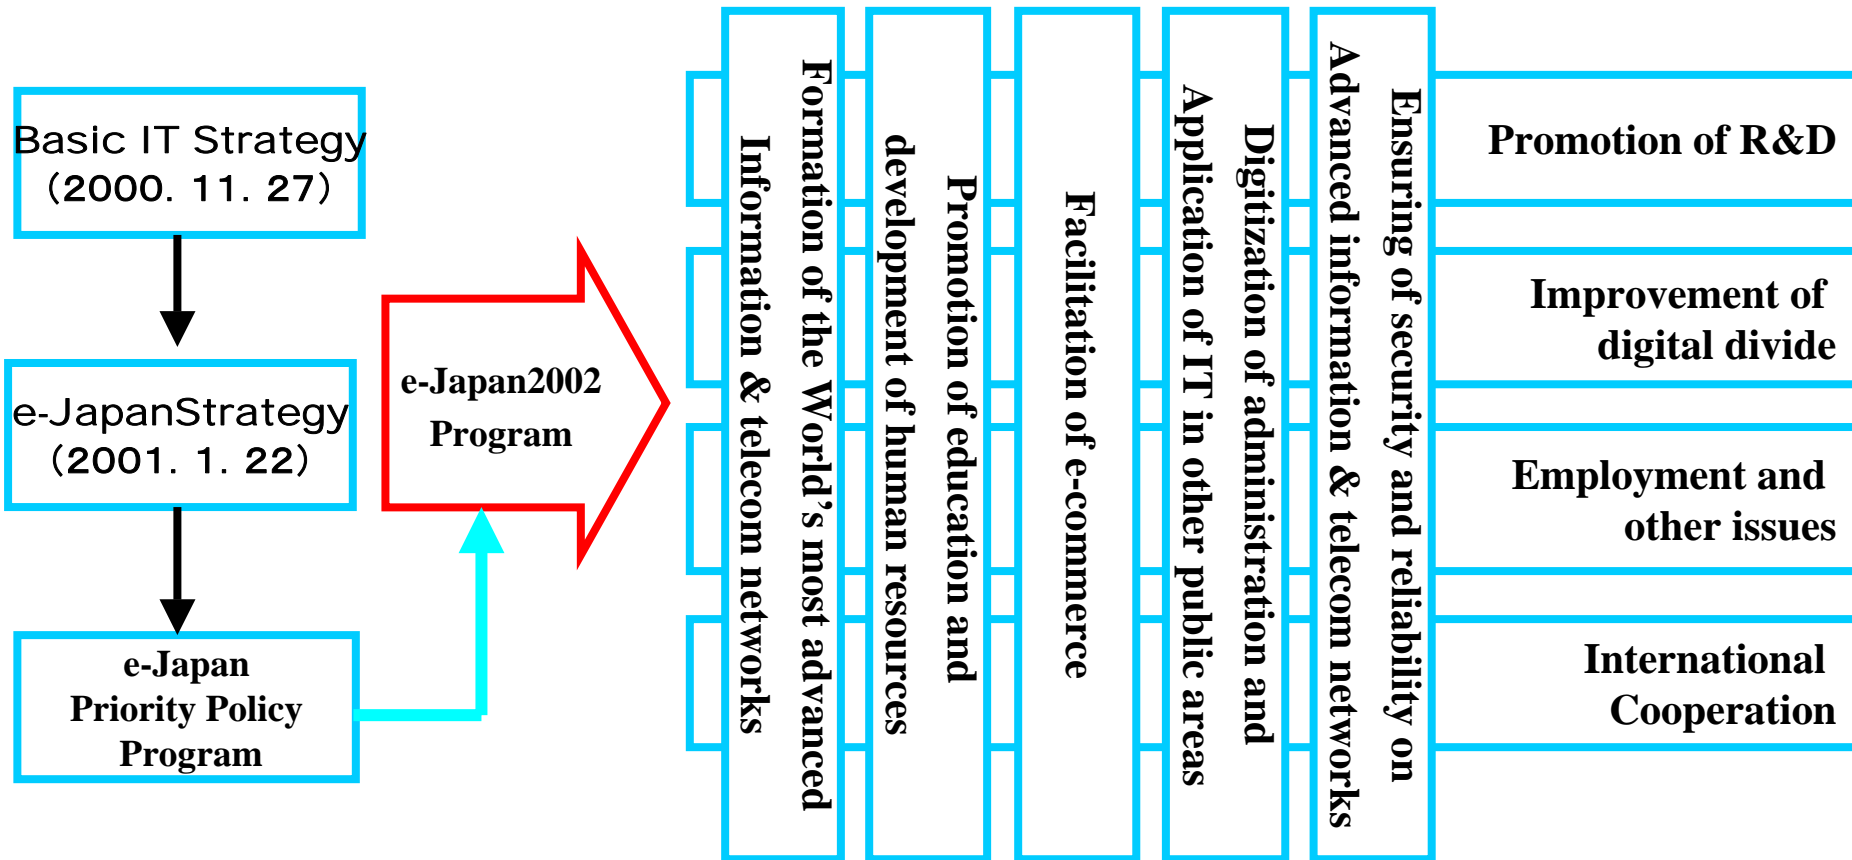 Basic IT Strategy
(2000. 11. 27)
e-JapanStrategy
(2001. 1. 22)
e-Japan
Priority Policy
Program
e-Japan2002
Program
Formation of the World's most advanced
Information & telecom networks
Promotion of education and
development of human resources
Facilitation of e-commerce
Digitization of administration and
Application of IT in other public areas
Ensuring of security and reliability on
Advanced information & telecom networks
Promotion of R&D
Improvement of
digital divide
Employment and
other issues
International
Cooperation